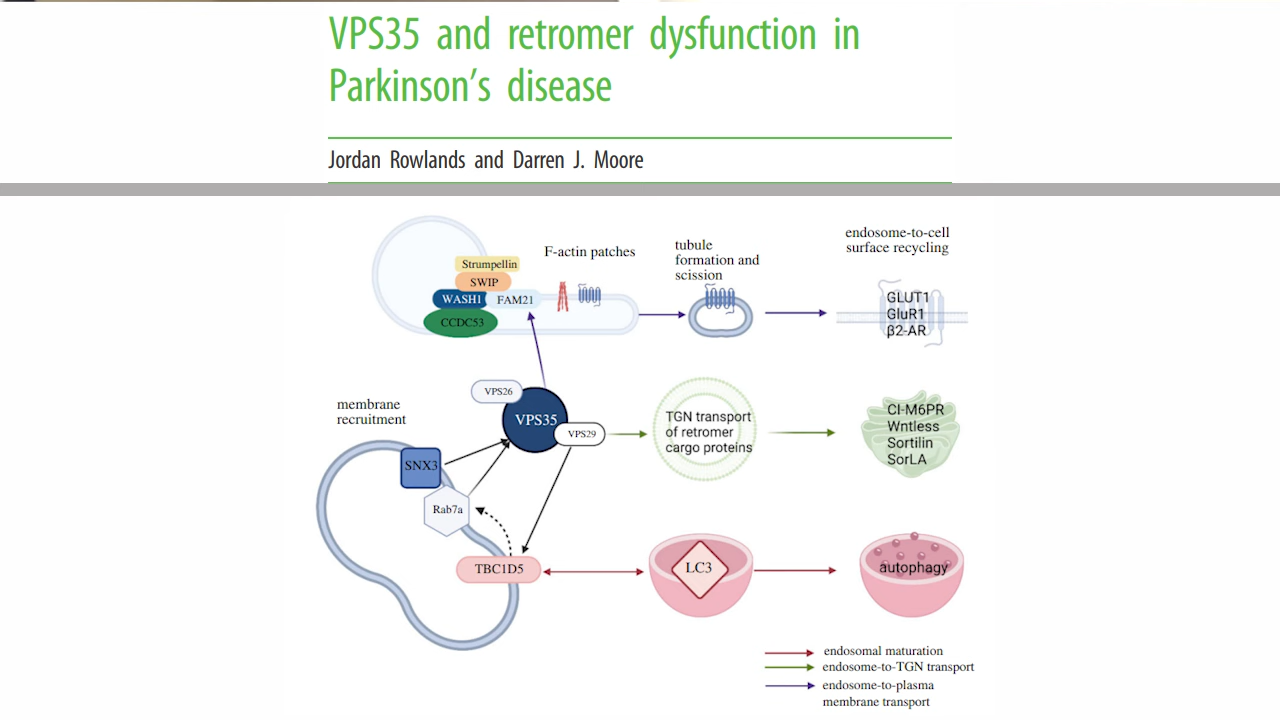 VPS35 and retromer dysfunction in
Parkinson's disease
Jordan Rowlands and Darren J. Moore
endosome-to-cell
surface recycling
F-actin patches
tubule
formation and
scission
Strumpellin
SWIP
WASH1
FAM21
CCDC53
GLUT1
GluR1
β2-AR
VPS26
VPS35
VPS29
membrane
recruitment
TGN transport
of retromer
cargo proteins
CI-M6PR
Wntless
Sortilin
SorLA
SNX3
Rab7a
TBC1D5
LC3
autophagy
endosomal maturation
endosome-to-TGN transport
endosome-to-plasma
membrane transport